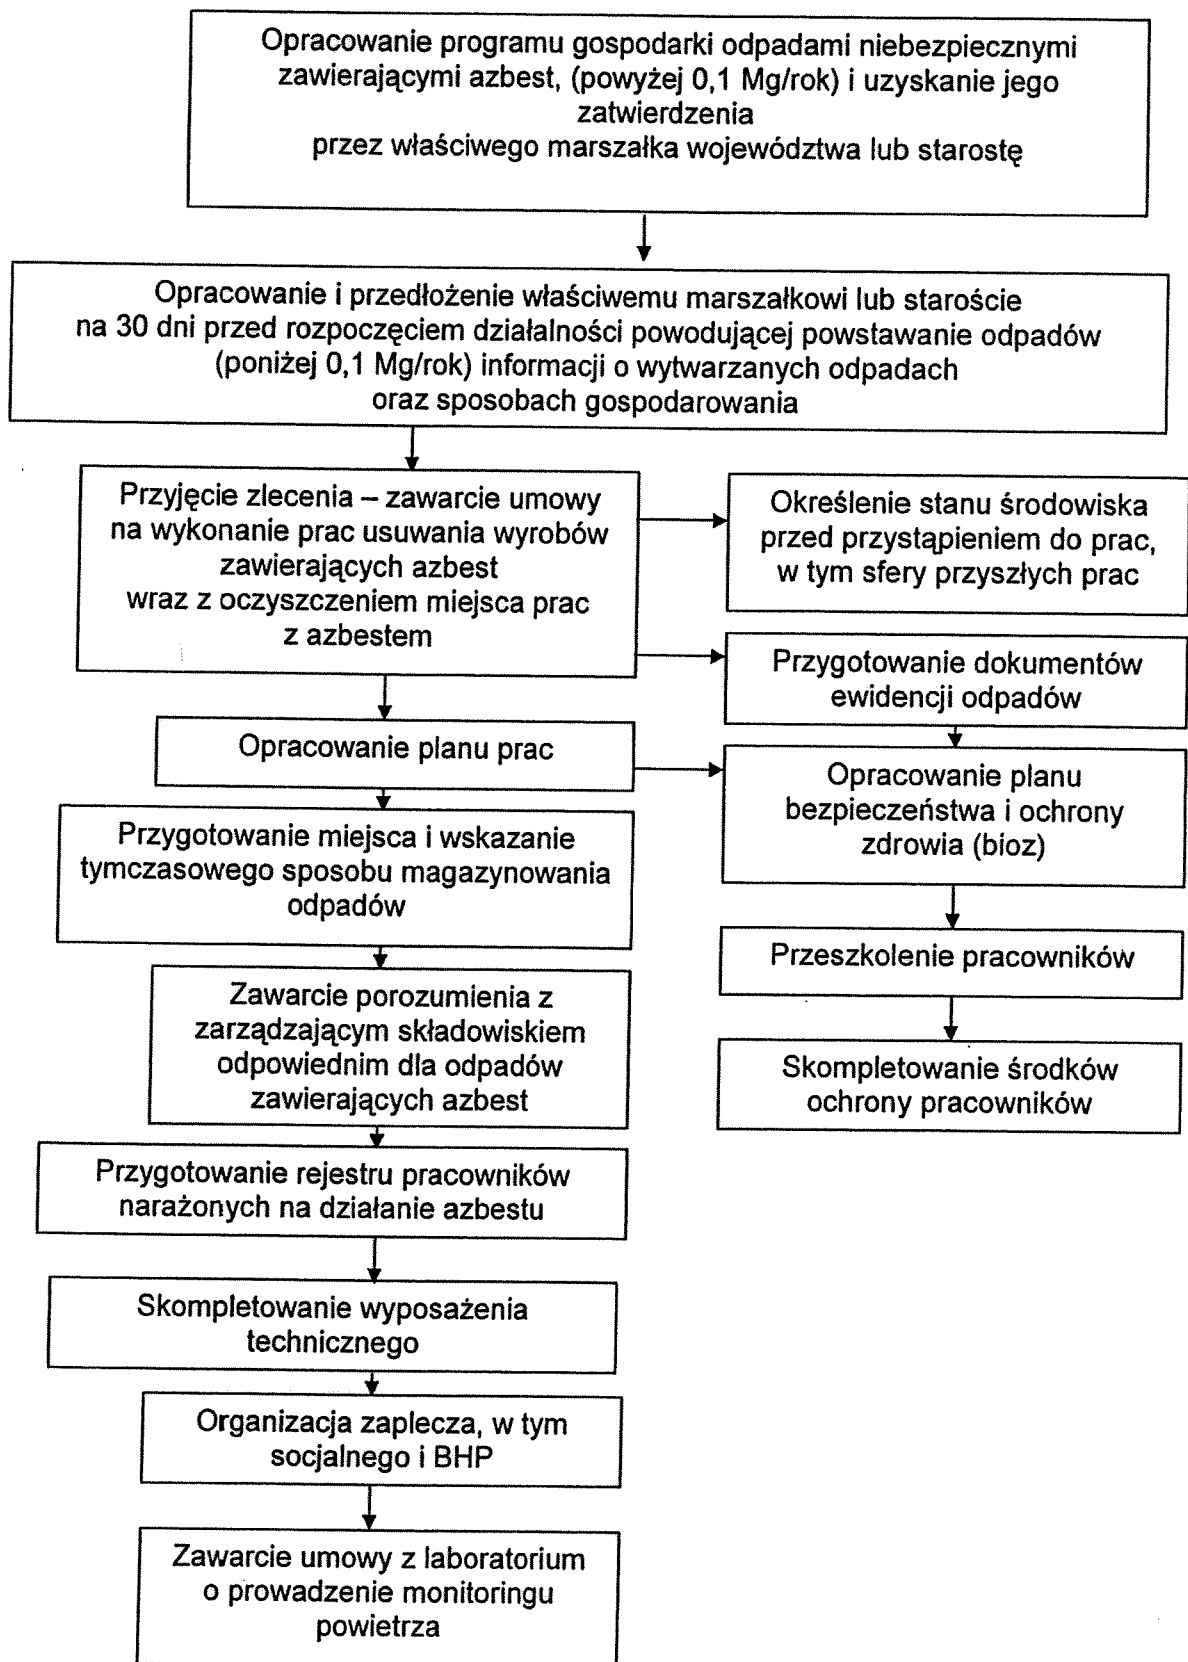 Opracowanie programu gospodarki odpadami niebezpiecznymi
zawierającymi azbest, (powyżej 0,1 Mg/rok) i uzyskanie jego
zatwierdzenia
przez właściwego marszałka województwa lub starostę
Opracowanie i przedłożenie właściwemu marszałkowi lub staroście
na 30 dni przed rozpoczęciem działalności powodującej powstawanie odpadów
(poniżej 0,1 Mg/rok) informacji o wytwarzanych odpadach
oraz sposobach gospodarowania
Przyjęcie zlecenia – zawarcie umowy
na wykonanie prac usuwania wyrobów
zawierających azbest
wraz z oczyszczeniem miejsca prac
z azbestem
Określenie stanu środowiska
przed przystąpieniem do prac,
w tym sfery przyszłych prac
Przygotowanie dokumentów
ewidencji odpadów
Opracowanie planu prac
Opracowanie planu
bezpieczeństwa i ochrony
zdrowia (bioz)
Przygotowanie miejsca i wskazanie
tymczasowego sposobu magazynowania
odpadów
Przeszkolenie pracowników
Zawarcie porozumienia z
zarządzającym składowiskiem
odpowiednim dla odpadów
zawierających azbest
Skompletowanie środków
ochrony pracowników
Przygotowanie rejestru pracowników
narażonych na działanie azbestu
Skompletowanie wyposażenia
technicznego
Organizacja zaplecza, w tym
socjalnego i BHP
Zawarcie umowy z laboratorium
o prowadzenie monitoringu
powietrza